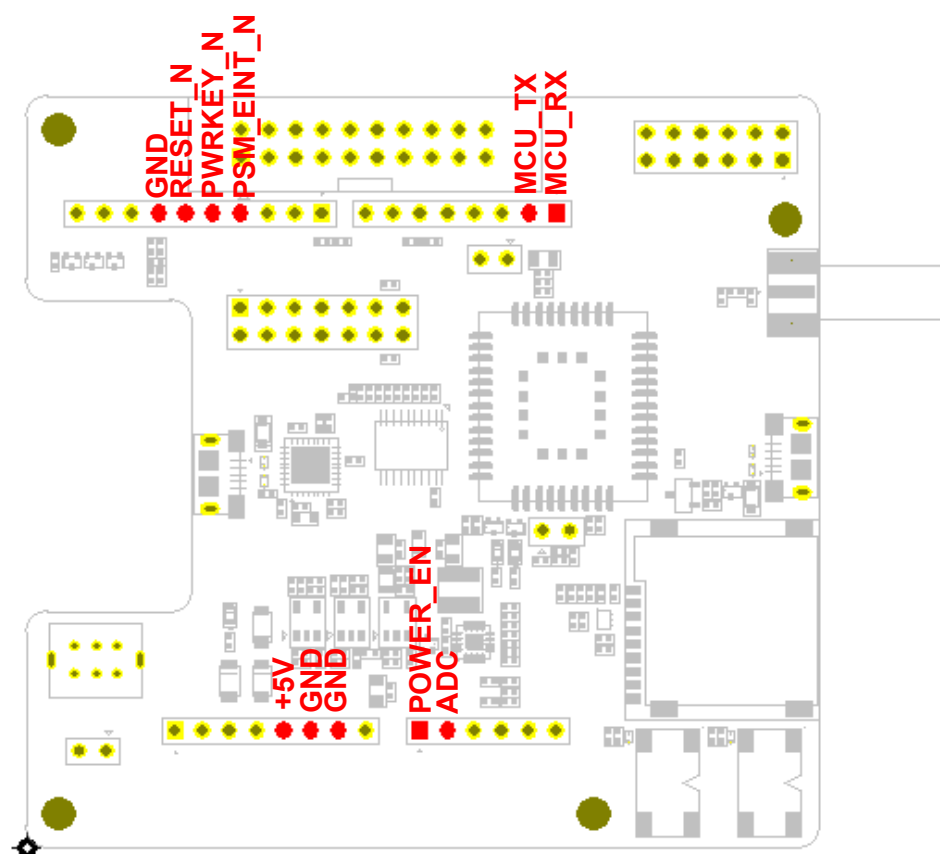 GND
RESET_N
PWRKEY_N
PSM_EINT_N
MCU_TX
MCU_RX
+5V
GND
GND
POWER_EN
ADC